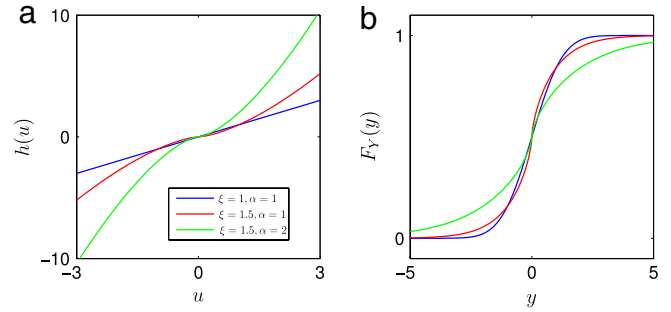 a
10
0
−10
h(u)
−3
0
3
u
ξ = 1, α = 1
ξ = 1.5, α = 1
ξ = 1.5, α = 2
b
1
0
F_Y(y)
−5
0
5
y